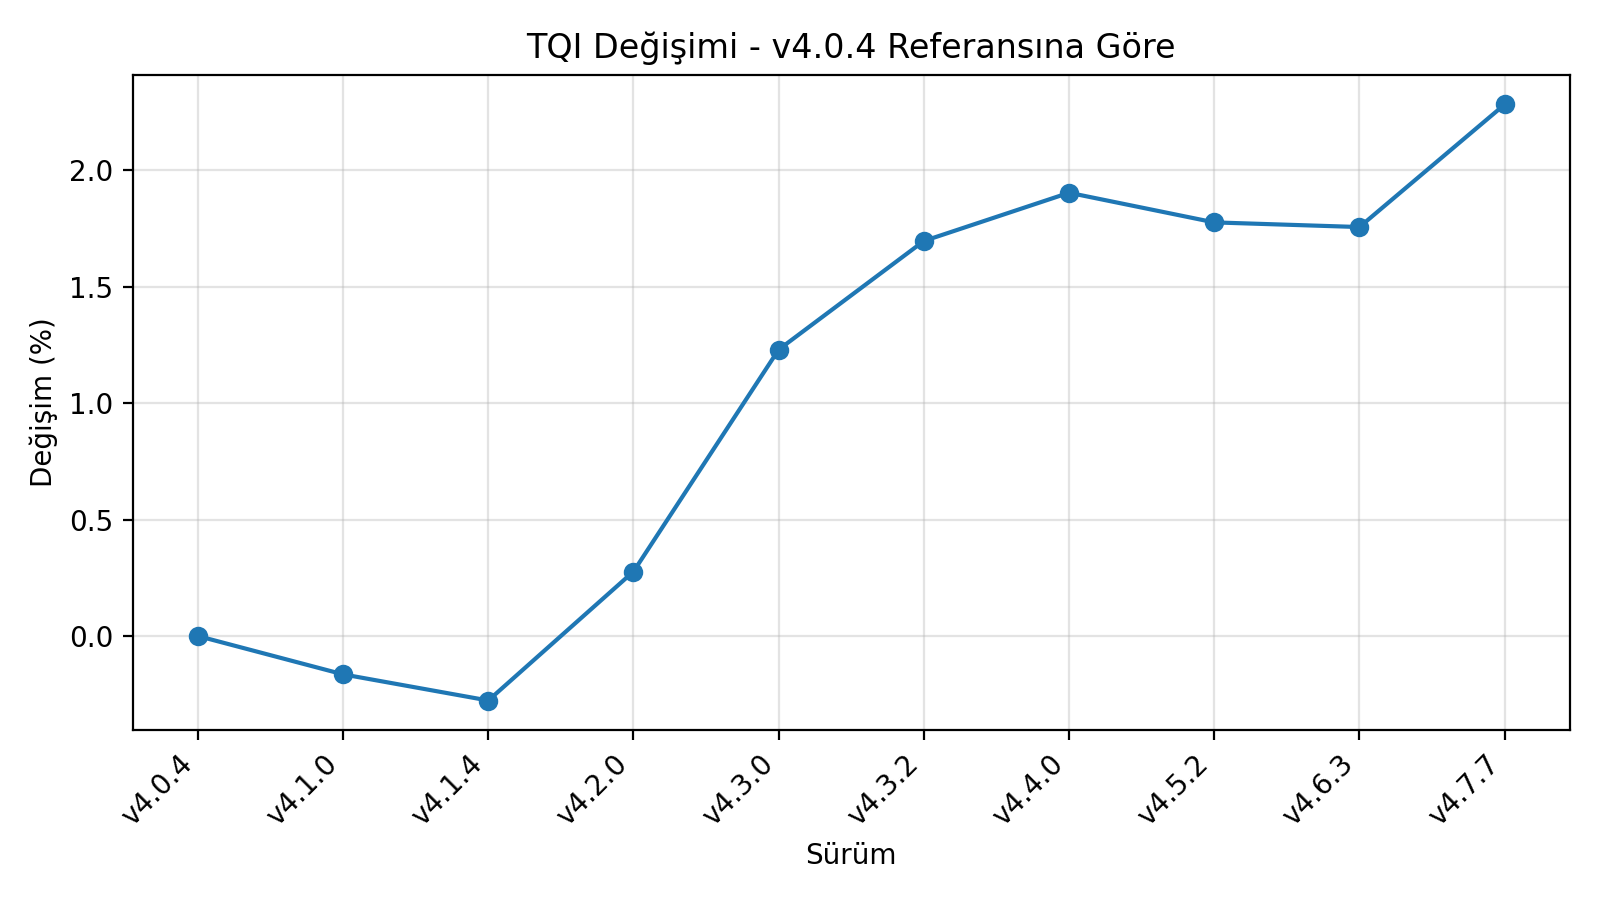 TQI Değişimi - v4.0.4 Referansına Göre
Değişim (%)
2.0
1.5
1.0
0.5
0.0
v4.0.4
v4.1.0
v4.1.4
v4.2.0
v4.3.0
v4.3.2
v4.4.0
v4.5.2
v4.6.3
v4.7.7
Sürüm